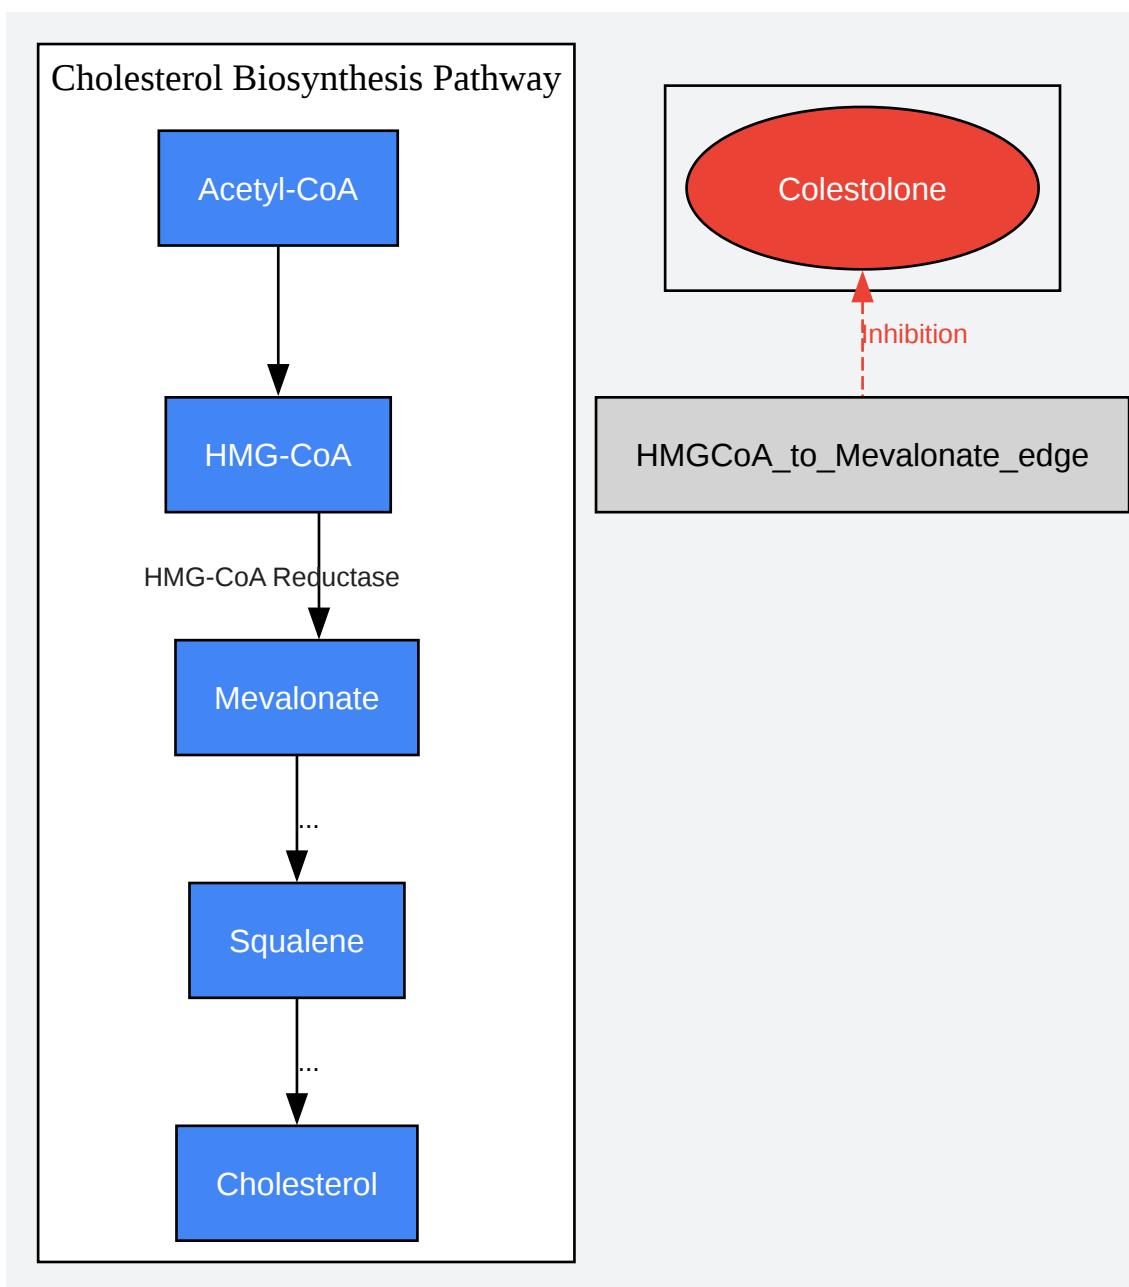 Cholesterol Biosynthesis Pathway
Acetyl-CoA
HMG-CoA
HMG-CoA Reductase
Mevalonate
...
Squalene
...
Cholesterol
Colestolone
Inhibition
HMGCoA_to_Mevalonate_edge